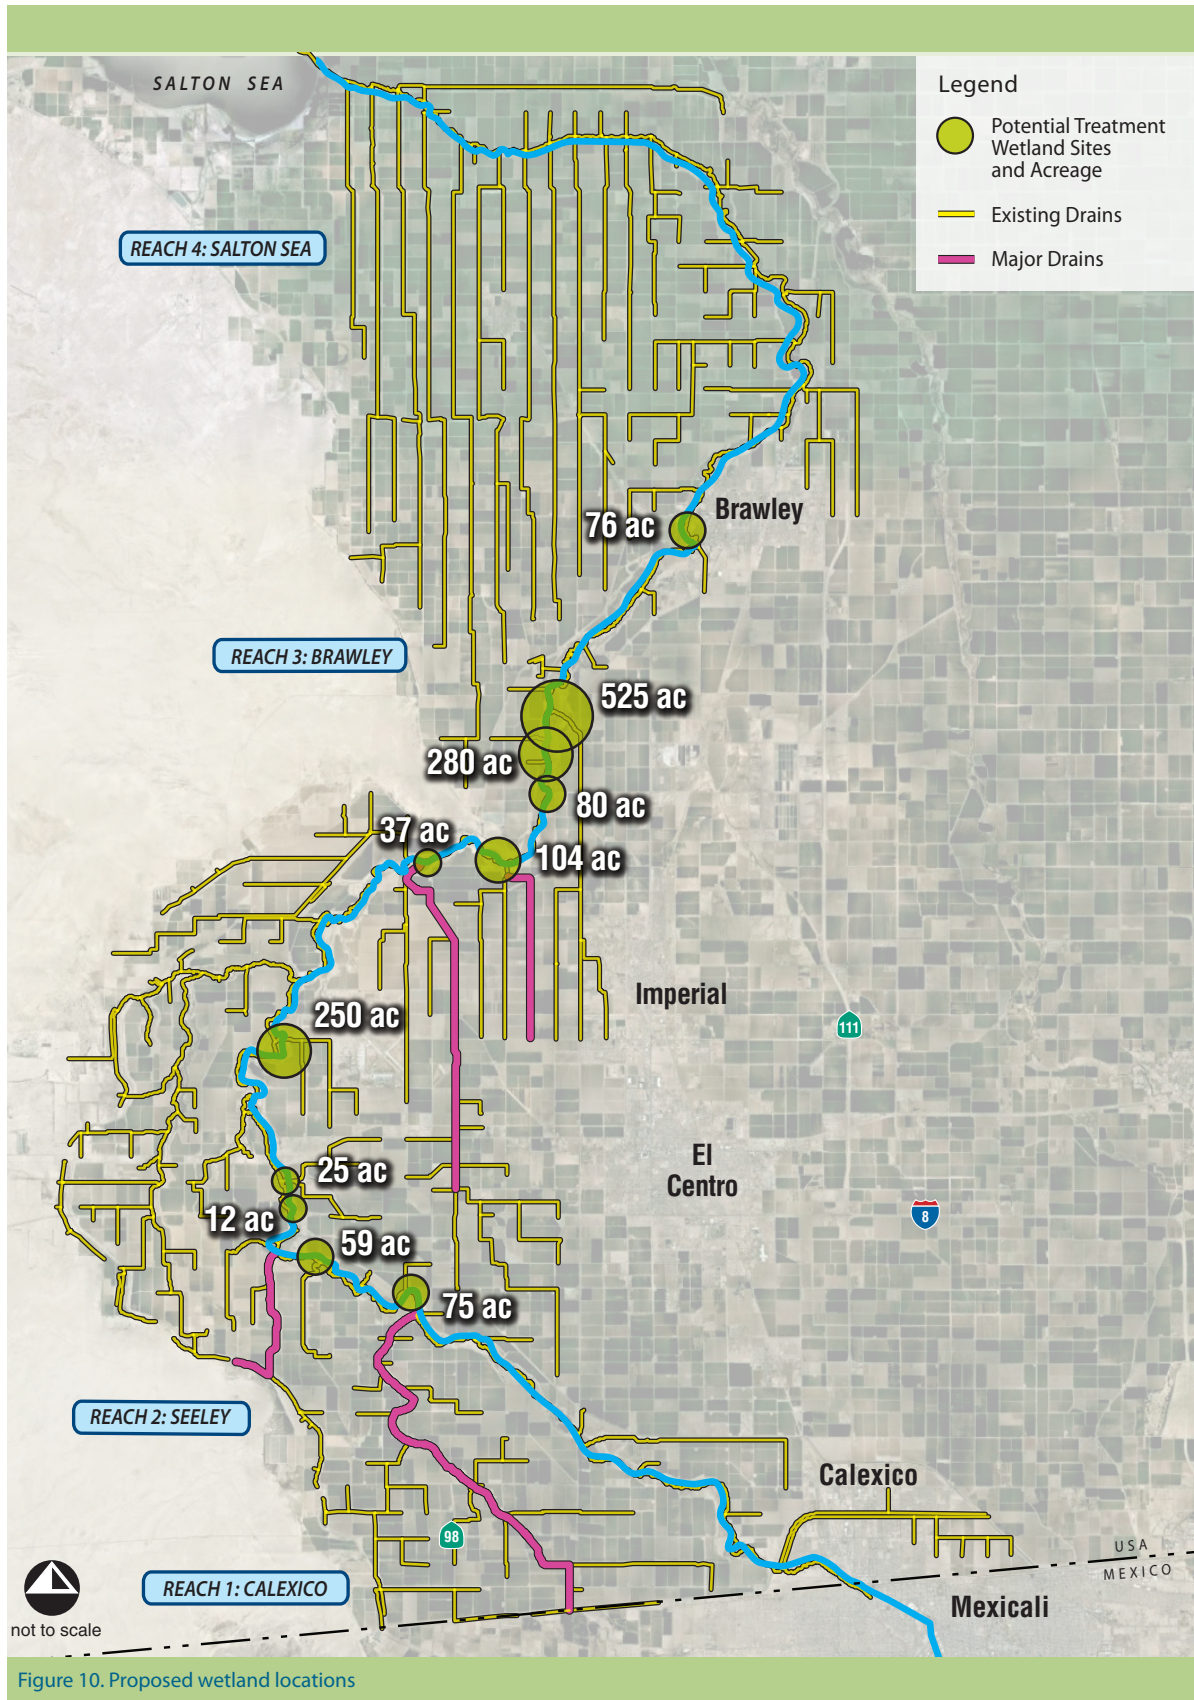 SALTON SEA
Legend
Potential Treatment
Wetland Sites
and Acreage
Existing Drains
Major Drains
REACH 4: SALTON SEA
Brawley
76 ac
REACH 3: BRAWLEY
525 ac
280 ac
80 ac
37 ac
104 ac
Imperial
250 ac
111
El
Centro
25 ac
12 ac
8
59 ac
75 ac
REACH 2: SEELEY
Calexico
98
USA
MEXICO
REACH 1: CALEXICO
Mexicali
not to scale
Figure 10. Proposed wetland locations